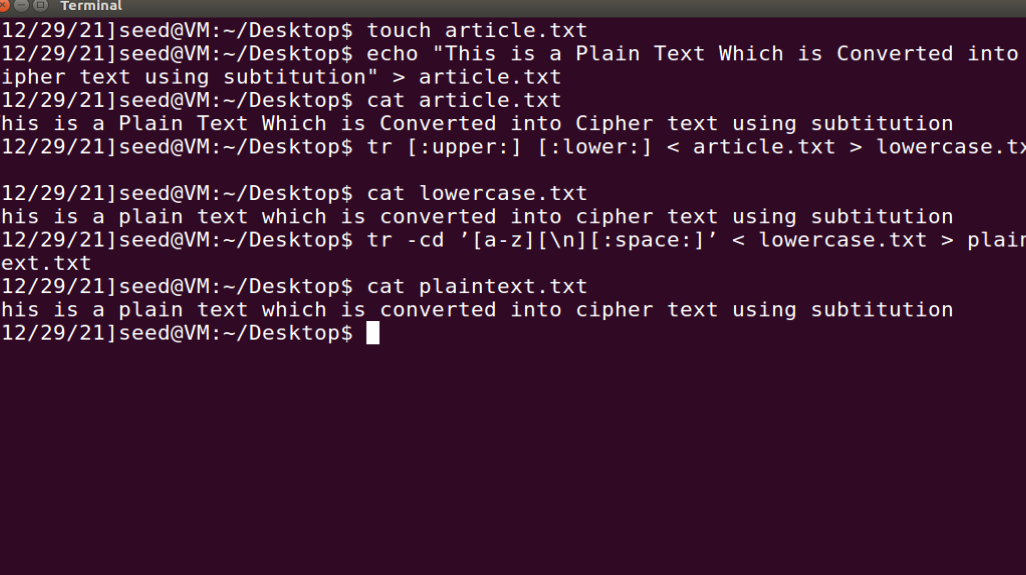 Terminal
12/29/21]seed@VM:~/Desktop$ touch article.txt
12/29/21]seed@VM:~/Desktop$ echo "This is a Plain Text Which is Converted into
ipher text using subtitution" > article.txt
12/29/21]seed@VM:~/Desktop$ cat article.txt
his is a Plain Text Which is Converted into Cipher text using subtitution
12/29/21]seed@VM:~/Desktop$ tr [:upper:] [:lower:] < article.txt > lowercase.tx
12/29/21]seed@VM:~/Desktop$ cat lowercase.txt
his is a plain text which is converted into cipher text using subtitution
12/29/21]seed@VM:~/Desktop$ tr -cd ’[a-z][\n][:space:]’ < lowercase.txt > plain
ext.txt
12/29/21]seed@VM:~/Desktop$ cat plaintext.txt
his is a plain text which is converted into cipher text using subtitution
12/29/21]seed@VM:~/Desktop$